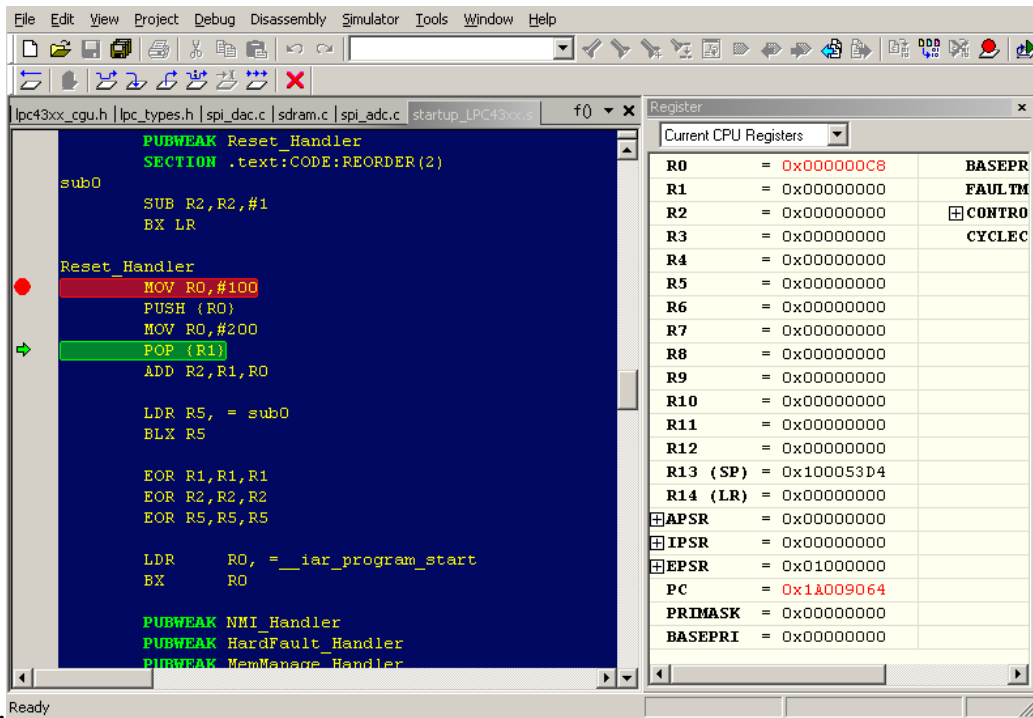 File Edit View Project Debug Disassembly Simulator Tools Window Help
lpc43xx_cgu.h | lpc_types.h | spi_dac.c | sdram.c | spi_adc.c | startup_LPC43xx.s f()
PUBWEAK Reset_Handler
SECTION .text:CODE:REORDER(2)
sub0
SUB R2,R2,#1
BX LR
Reset_Handler
MOV R0,#100
PUSH {R0}
MOV R0,#200
POP {R1}
ADD R2,R1,R0
LDR R5, = sub0
BLX R5
EOR R1,R1,R1
EOR R2,R2,R2
EOR R5,R5,R5
LDR R0, =__iar_program_start
BX R0
PUBWEAK NMI_Handler
PUBWEAK HardFault_Handler
PUBWEAK MemManage_Handler
Register
Current CPU Registers
R0 = 0x000000C8 BASEPR
R1 = 0x00000000 FAULTM
R2 = 0x00000000 CONTRO
R3 = 0x00000000 CYCLEC
R4 = 0x00000000
R5 = 0x00000000
R6 = 0x00000000
R7 = 0x00000000
R8 = 0x00000000
R9 = 0x00000000
R10 = 0x00000000
R11 = 0x00000000
R12 = 0x00000000
R13 (SP) = 0x100053D4
R14 (LR) = 0x00000000
APSR = 0x00000000
IPSR = 0x00000000
EPSR = 0x01000000
PC = 0x1A009064
PRIMASK = 0x00000000
BASEPRI = 0x00000000
Ready